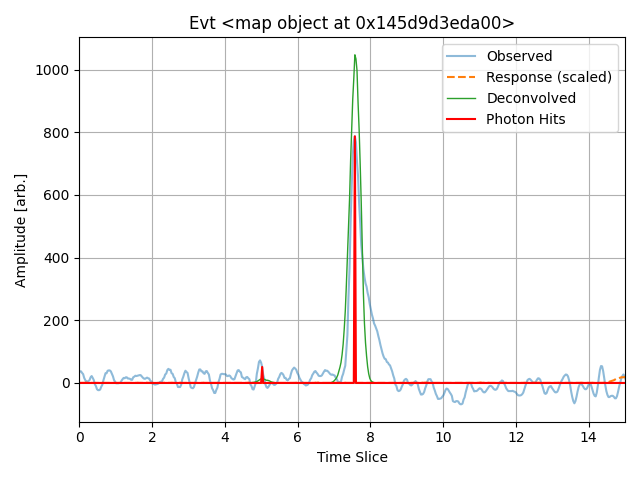 Evt <map object at 0x145d9d3eda00>
Observed
Response (scaled)
Deconvolved
Photon Hits
Amplitude [arb.]
1000
800
600
400
200
0
0 2 4 6 8 10 12 14
Time Slice